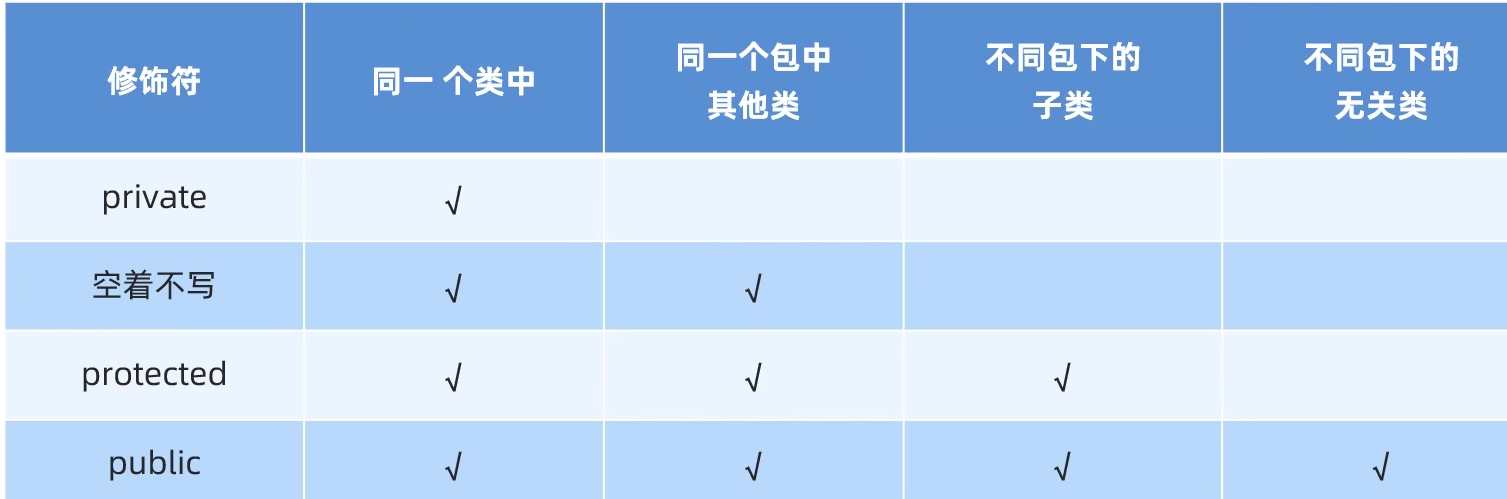 修饰符
同一 个类中
同一个包中
其他类
不同包下的
子类
不同包下的
无关类
private
√
空着不写
√
√
protected
√
√
√
public
√
√
√
√